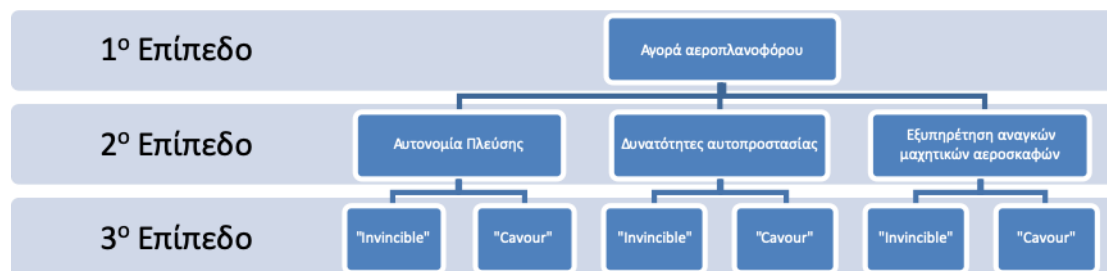 1ο Επίπεδο
Αγορά αεροπλανοφόρου
2ο Επίπεδο
Αυτονομία Πλεύσης
Δυνατότητες αυτοπροστασίας
Εξυπηρέτηση αναγκών
μαχητικών αεροσκαφών
3ο Επίπεδο
"Invincible"
"Cavour"
"Invincible"
"Cavour"
"Invincible"
"Cavour"